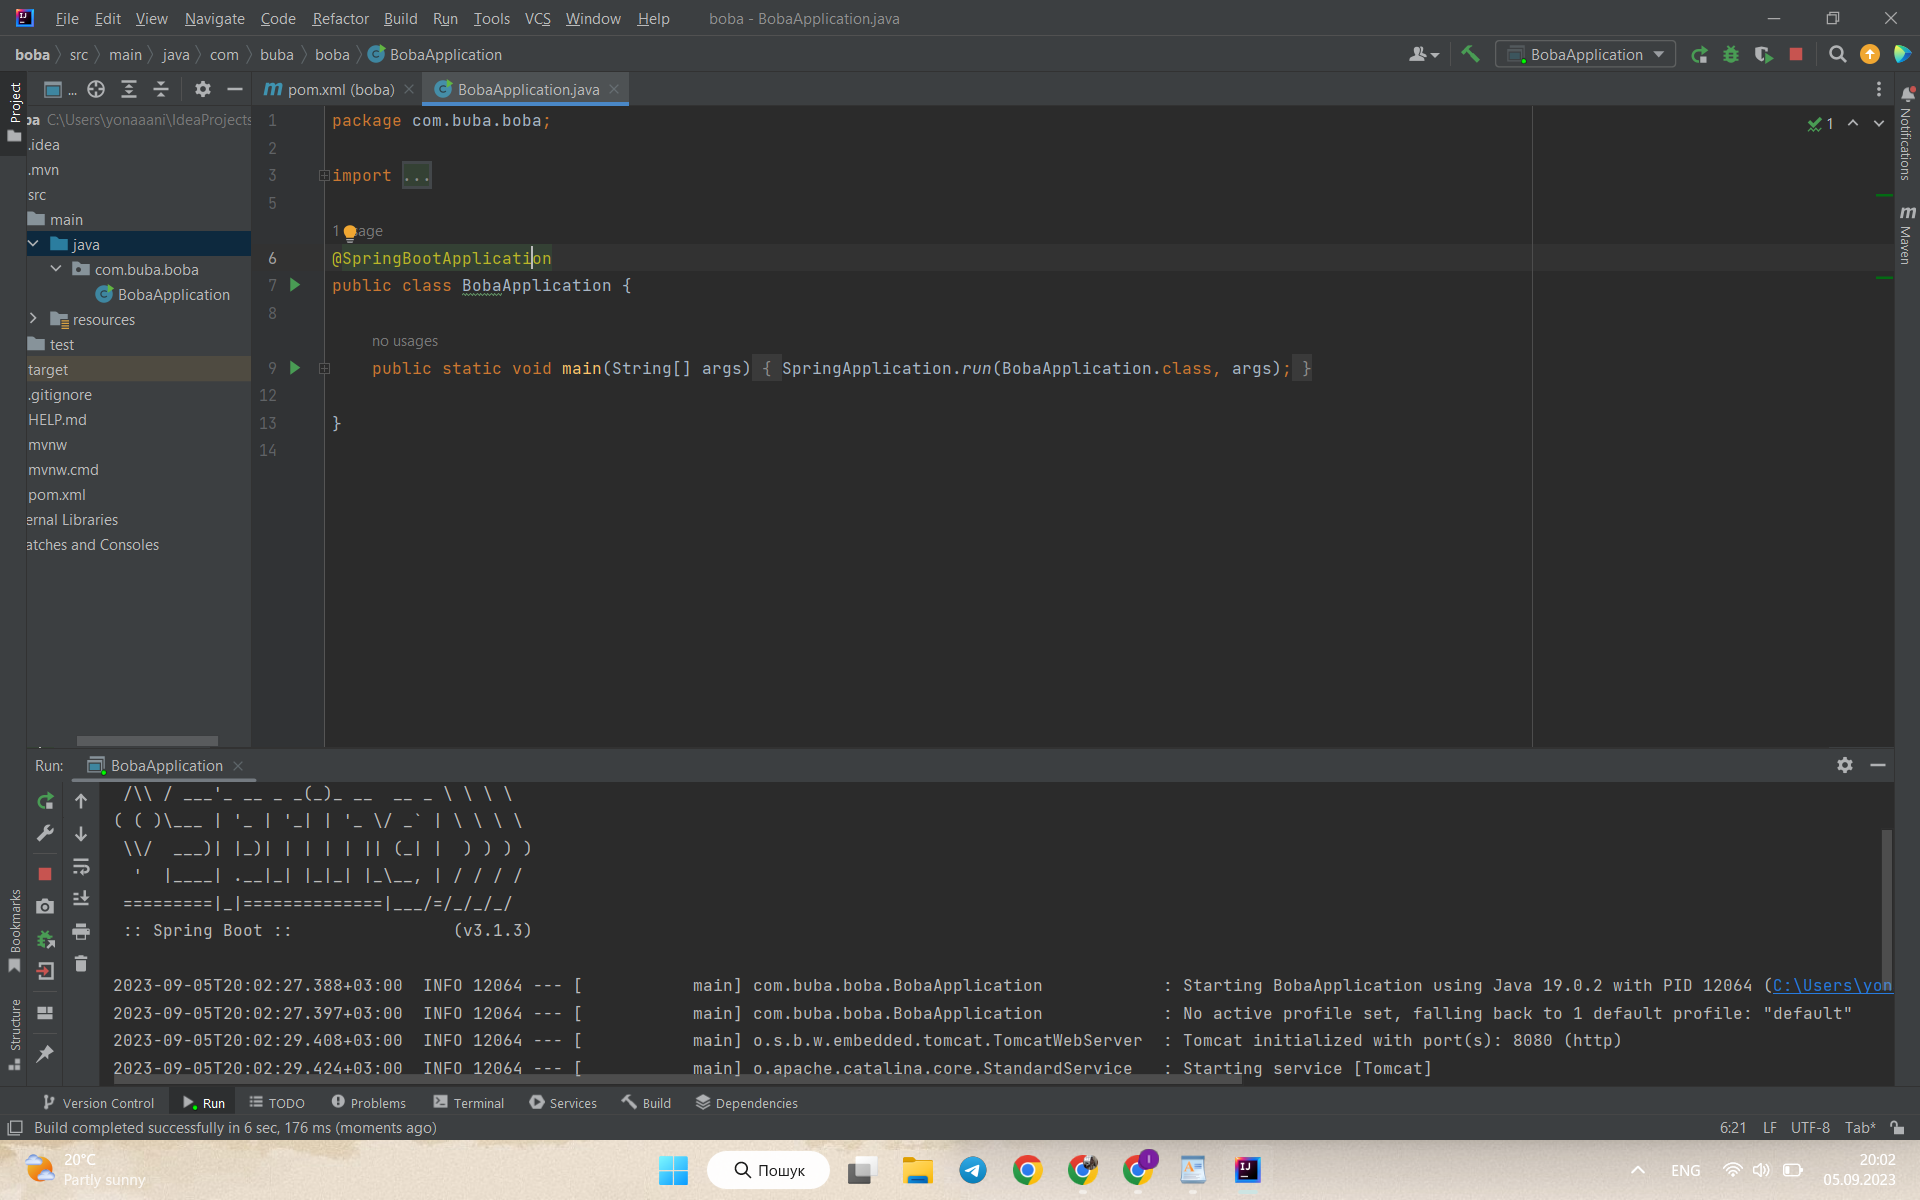 File Edit View Navigate Code Refactor Build Run Tools VCS Window Help boba - BobaApplication.java
boba src main java com buba boba BobaApplication
BobaApplication
Project
...
pom.xml (boba)
BobaApplication.java
ba C:\Users\yonaaani\IdeaProjects
.idea
.mvn
src
main
java
com.buba.boba
BobaApplication
resources
test
target
.gitignore
HELP.md
mvnw
mvnw.cmd
pom.xml
ernal Libraries
atches and Consoles
1 package com.buba.boba;
2
3 import ...
5
1 sage
6 @SpringBootApplication
7 public class BobaApplication {
8
no usages
9 public static void main(String[] args) { SpringApplication.run(BobaApplication.class, args); }
12
13 }
14
1
Notifications
Maven
Run: BobaApplication
 /\\ / ___'_ __ _ _(_)_ __  __ _ \ \ \ \
( ( )\___ | '_ | '_| | '_ \/ _` | \ \ \ \
 \\/  ___)| |_)| | | | | || (_| |  ) ) ) )
  '  |____| .__|_| |_|_| |_\__, | / / / /
 =========|_|==============|___/=/_/_/_/
 :: Spring Boot ::                (v3.1.3)
2023-09-05T20:02:27.388+03:00  INFO 12064 --- [           main] com.buba.boba.BobaApplication            : Starting BobaApplication using Java 19.0.2 with PID 12064 (C:\Users\yon
2023-09-05T20:02:27.397+03:00  INFO 12064 --- [           main] com.buba.boba.BobaApplication            : No active profile set, falling back to 1 default profile: "default"
2023-09-05T20:02:29.408+03:00  INFO 12064 --- [           main] o.s.b.w.embedded.tomcat.TomcatWebServer  : Tomcat initialized with port(s): 8080 (http)
2023-09-05T20:02:29.424+03:00  INFO 12064 --- [           main] o.apache.catalina.core.StandardService   : Starting service [Tomcat]
Bookmarks
Structure
Version Control Run TODO Problems Terminal Services Build Dependencies
Build completed successfully in 6 sec, 176 ms (moments ago) 6:21 LF UTF-8 Tab*
20°C
Partly sunny
Пошук
ENG
20:02
05.09.2023